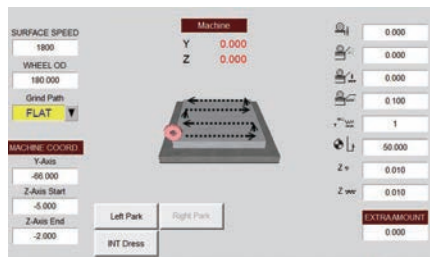 SURFACE SPEED
1800
WHEEL OD
180.000
Grind Path
FLAT
MACHINE COORD.
Y-Axis
-66.000
Z-Axis Start
-5.000
Z-Axis End
-2.000
Machine
Y 0.000
Z 0.000
Left Park
Right Park
INT Dress
0.000
0.000
0.000
0.100
1
50.000
Z
0.010
Z
0.010
EXTRA AMOUNT
0.000